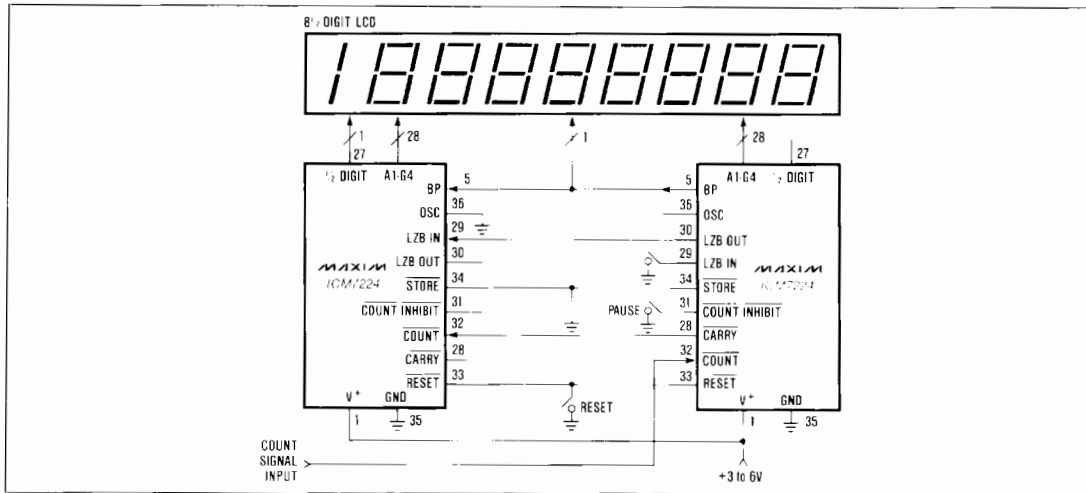 8½ DIGIT LCD
1
28
1
28
27
27
½ DIGIT A1-G4
A1-G4 ½ DIGIT
BP 5
5 BP
OSC 36
36 OSC
LZB IN 29
30 LZB OUT
LZB OUT 30
29 LZB IN
MAXIM
ICM7224
MAXIM
ICM7224
STORE 34
34 STORE
COUNT INHIBIT 31
PAUSE 31 COUNT INHIBIT
COUNT 32
28 CARRY
CARRY 28
32 COUNT
RESET 33
33 RESET
RESET
V+ GND
V+ GND
1 35
1 35
COUNT
SIGNAL
INPUT
+3 to 6V